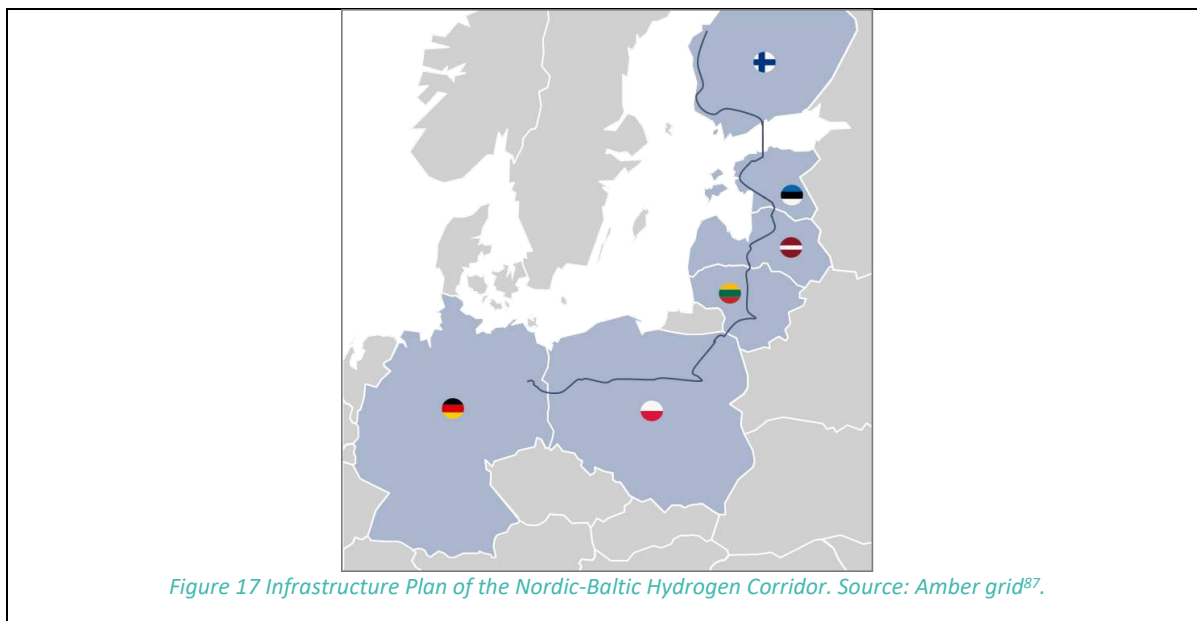 Figure 17 Infrastructure Plan of the Nordic-Baltic Hydrogen Corridor. Source: Amber grid87.